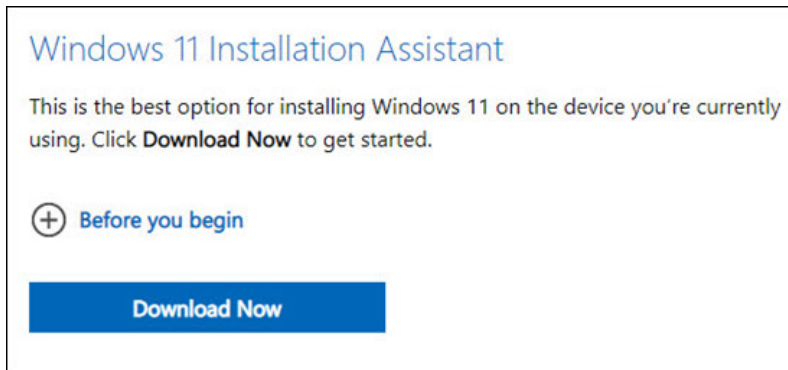 Windows 11 Installation Assistant
This is the best option for installing Windows 11 on the device you're currently
using. Click Download Now to get started.
Before you begin
Download Now